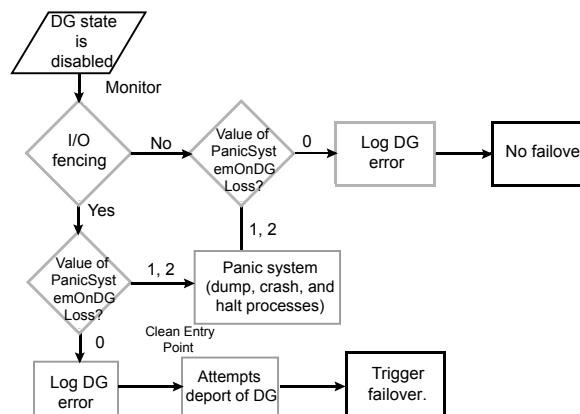 DG state
is
disabled
Monitor
I/O
fencing
No
Value of
PanicSyst
emOnDG
Loss?
0
Log DG
error
No failove
Yes
1, 2
Value of
PanicSyst
emOnDG
Loss?
1, 2
Panic system
(dump, crash, and
halt processes)
0
Clean Entry
Point
Log DG
error
Attempts
deport of DG
Trigger
failover.